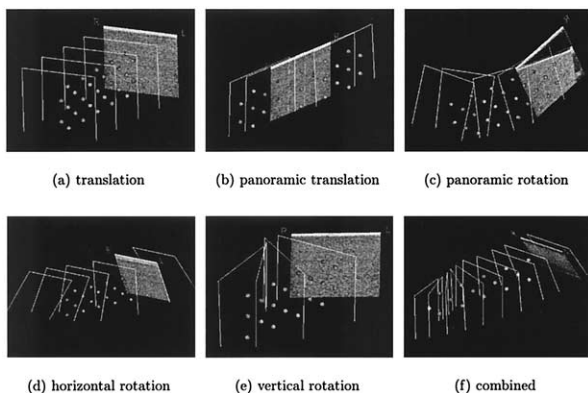 (a) translation
(b) panoramic translation
(c) panoramic rotation
(d) horizontal rotation
(e) vertical rotation
(f) combined